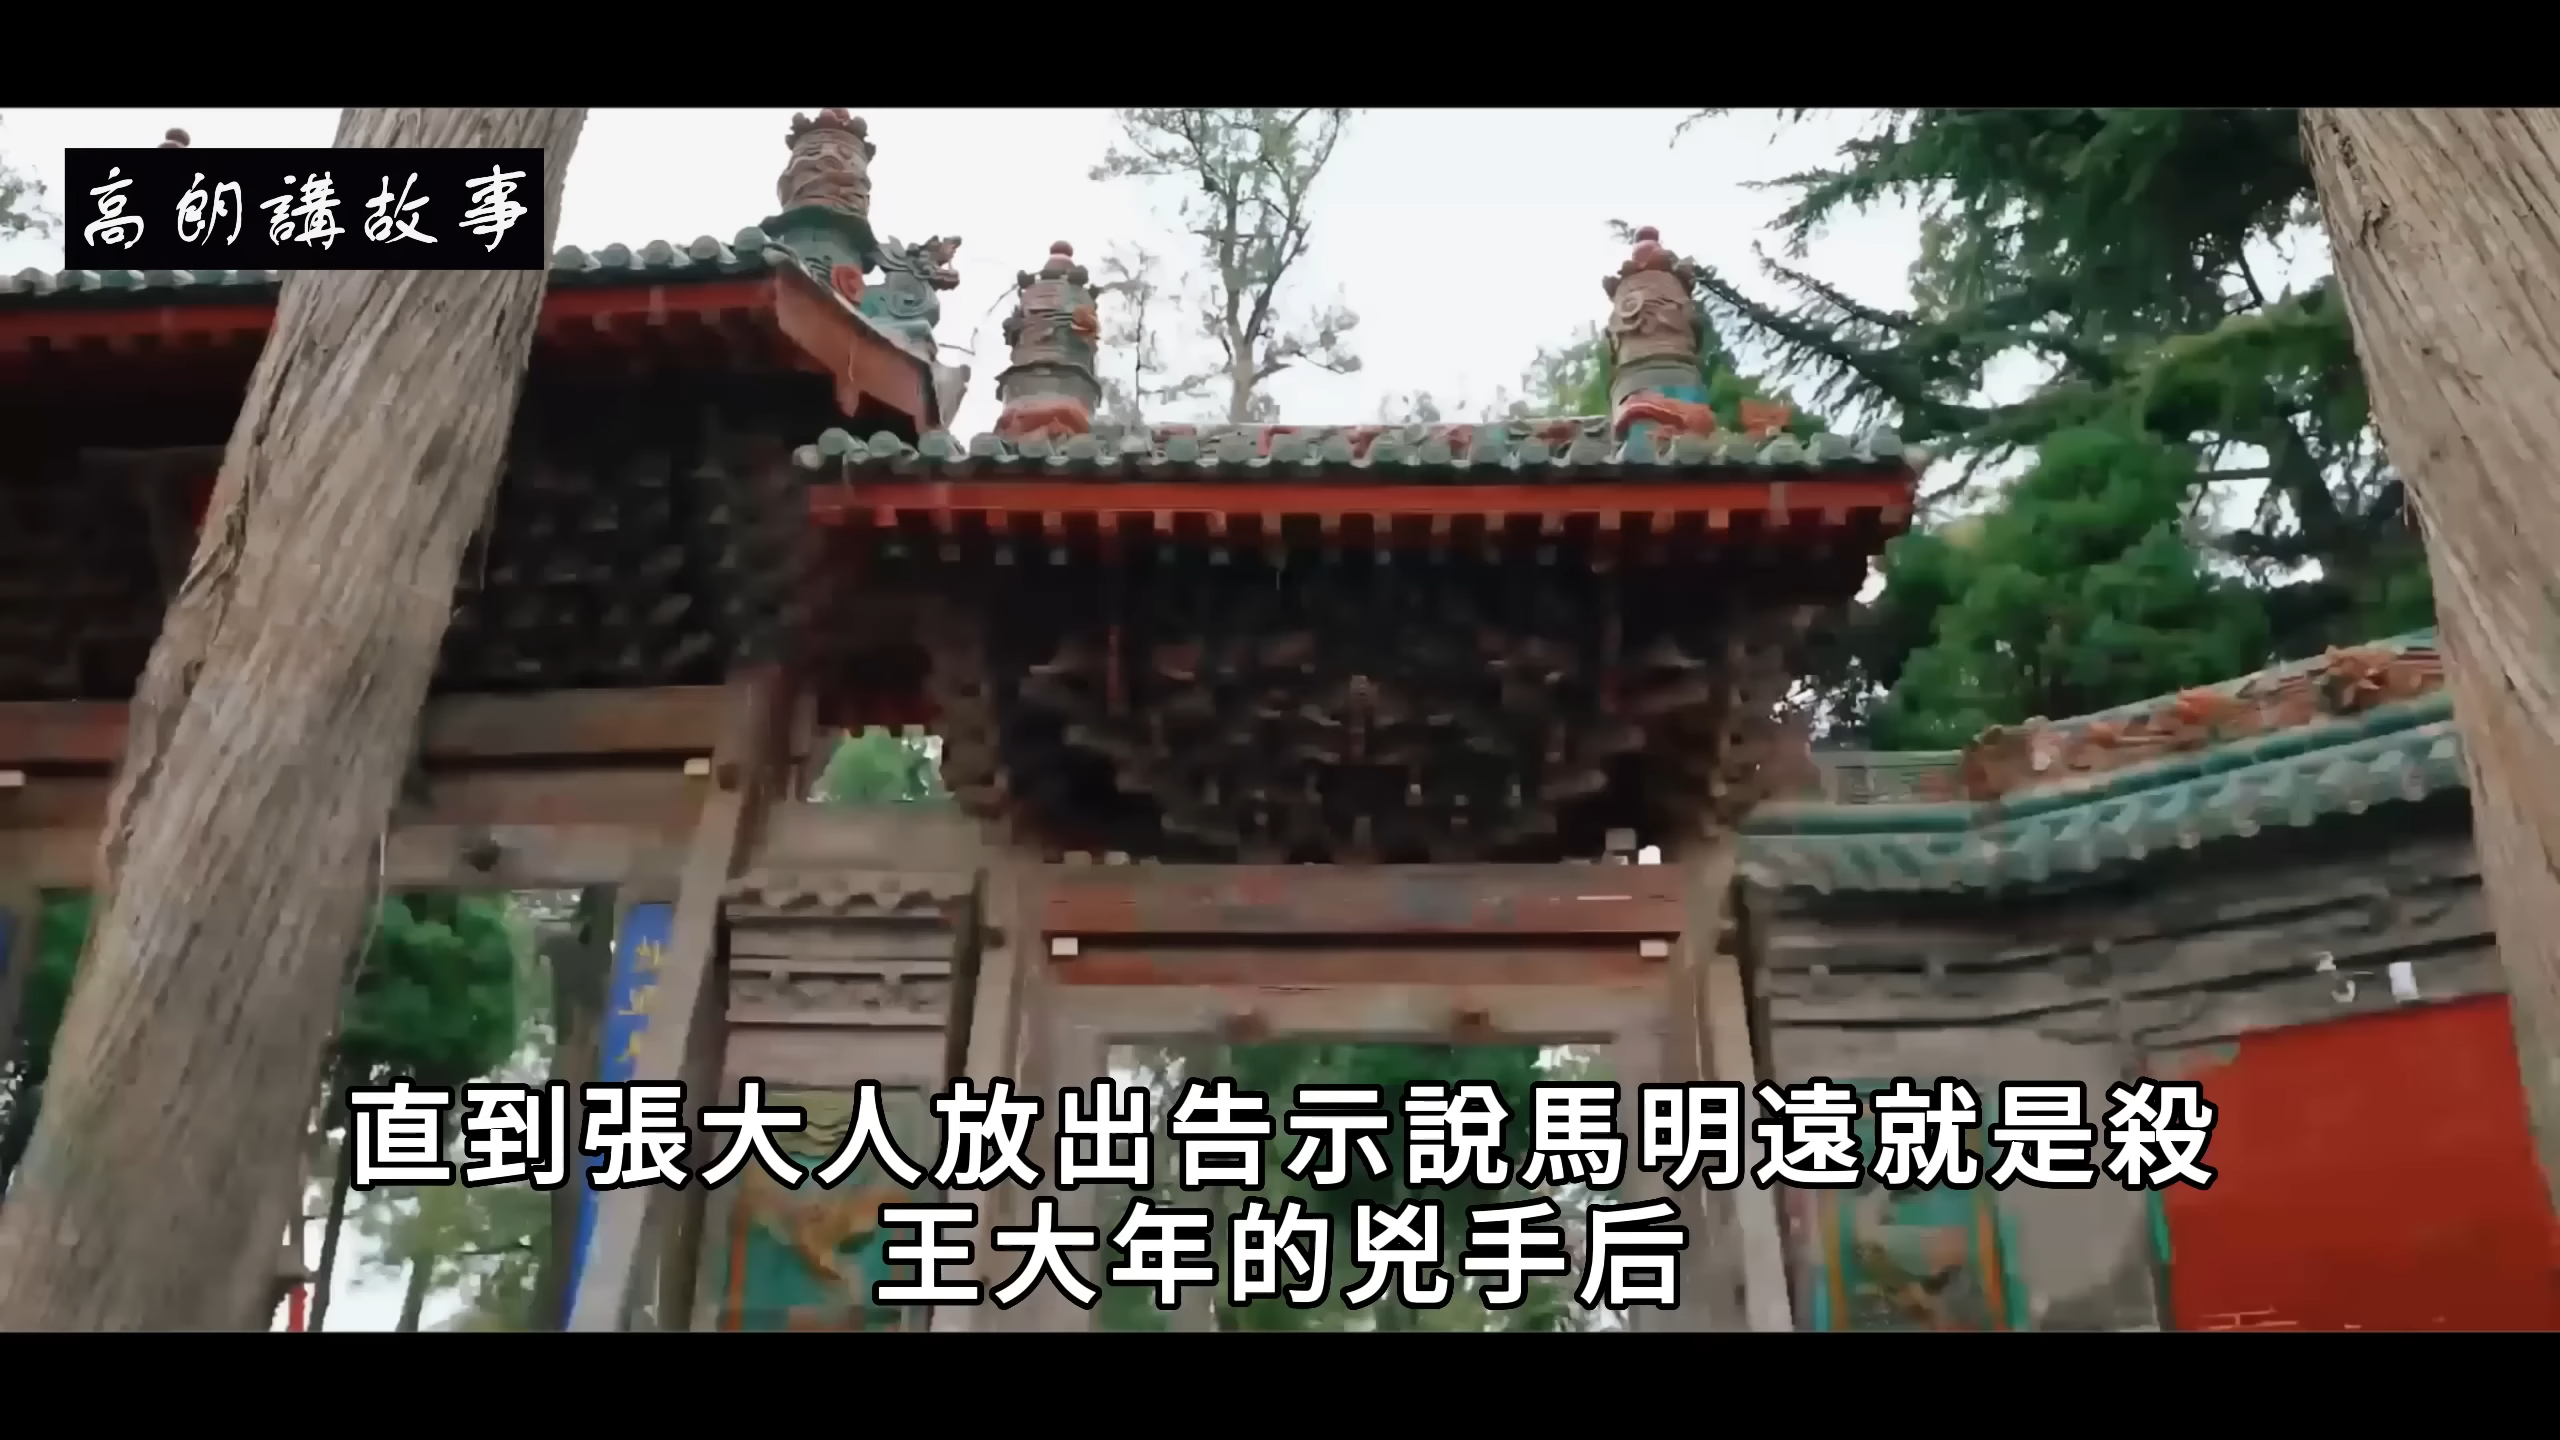 高朗講故事
直到張大人放出告示說馬明遠就是殺
王大年的兇手后